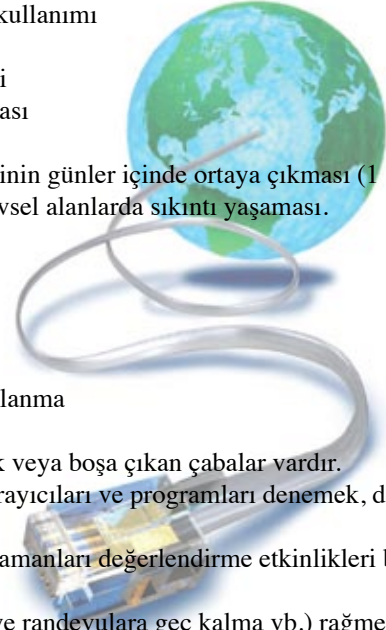 kullanımı
i
ası
inin günler içinde ortaya çıkması (1
vsel alanlarda sıkıntı yaşaması.
lanma
k veya boşa çıkan çabalar vardır.
rayıcıları ve programları denemek, d
amanları değerlendirme etkinlikleri b
ve randevulara geç kalma vb.) rağme